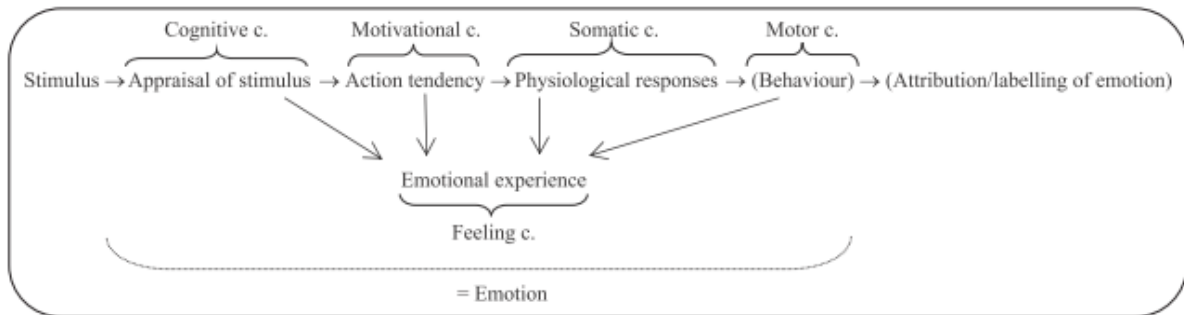 Cognitive c. Motivational c. Somatic c. Motor c.
Stimulus → Appraisal of stimulus → Action tendency → Physiological responses → (Behaviour) → (Attribution/labelling of emotion)
Emotional experience
Feeling c.
= Emotion